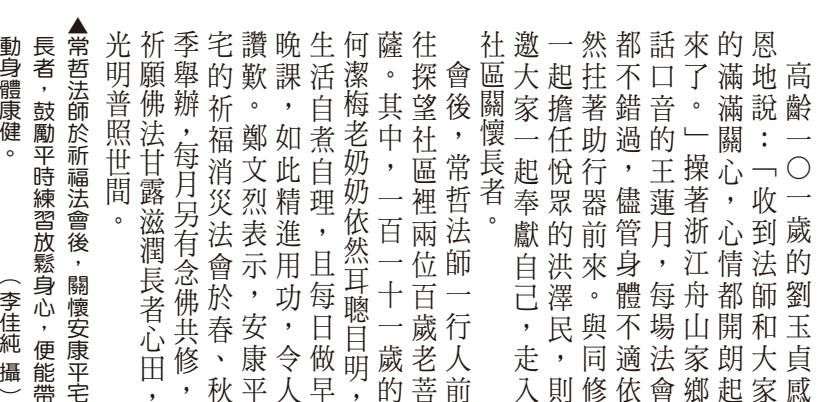 高齡一〇一歲的劉玉貞感
恩地說：「收到法師和大家
的滿滿關心，心情都開朗起
來了。」操著浙江舟山家鄉
話口音的王蓮月，每場法會
都不錯過，儘管身體不適依
然拄著助行器前來。與同修
一起擔任悅眾的洪澤民，則
邀大家一起奉獻自己，走入
社區關懷長者。
會後，常哲法師一行人前
往探望社區裡兩位百歲老菩
薩。其中，一百一十一歲的
何潔梅老奶奶依然耳聰目明，
生活自煮自理，且每日做早
晚課，如此精進用功，令人
讚歎。鄭文烈表示，安康平
宅的祈福消災法會於春、秋
季舉辦，每月另有念佛共修，
祈願佛法甘露滋潤長者心田，
光明普照世間。
▲常哲法師於祈福法會後，關懷安康平宅
長者，鼓勵平時練習放鬆身心，便能帶
動身體康健。（李佳純 攝）